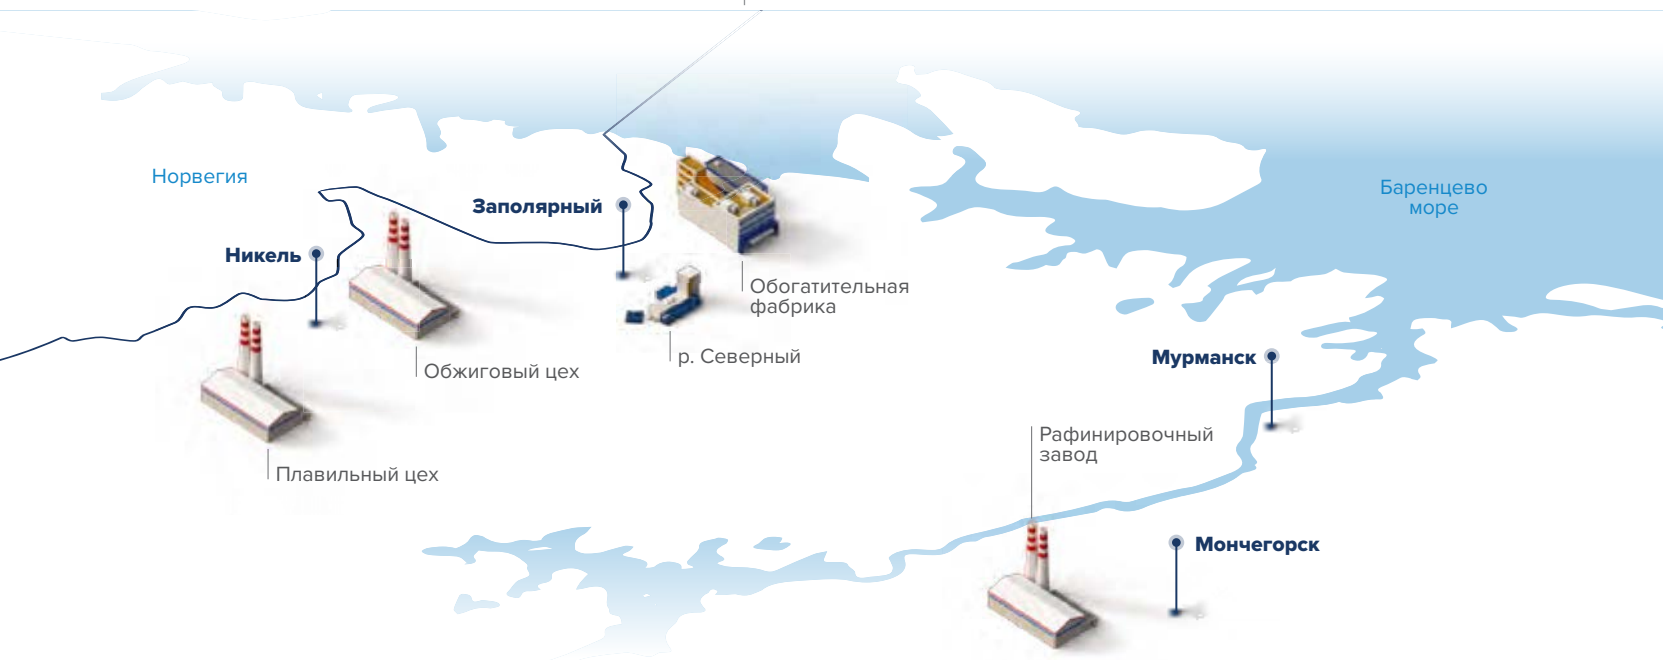 Норвегия
Баренцево
море
Заполярный
Никель
Обогатительная
фабрика
р. Северный
Мурманск
Обжиговый цех
Рафинировочный
завод
Плавильный цех
Мончегорск